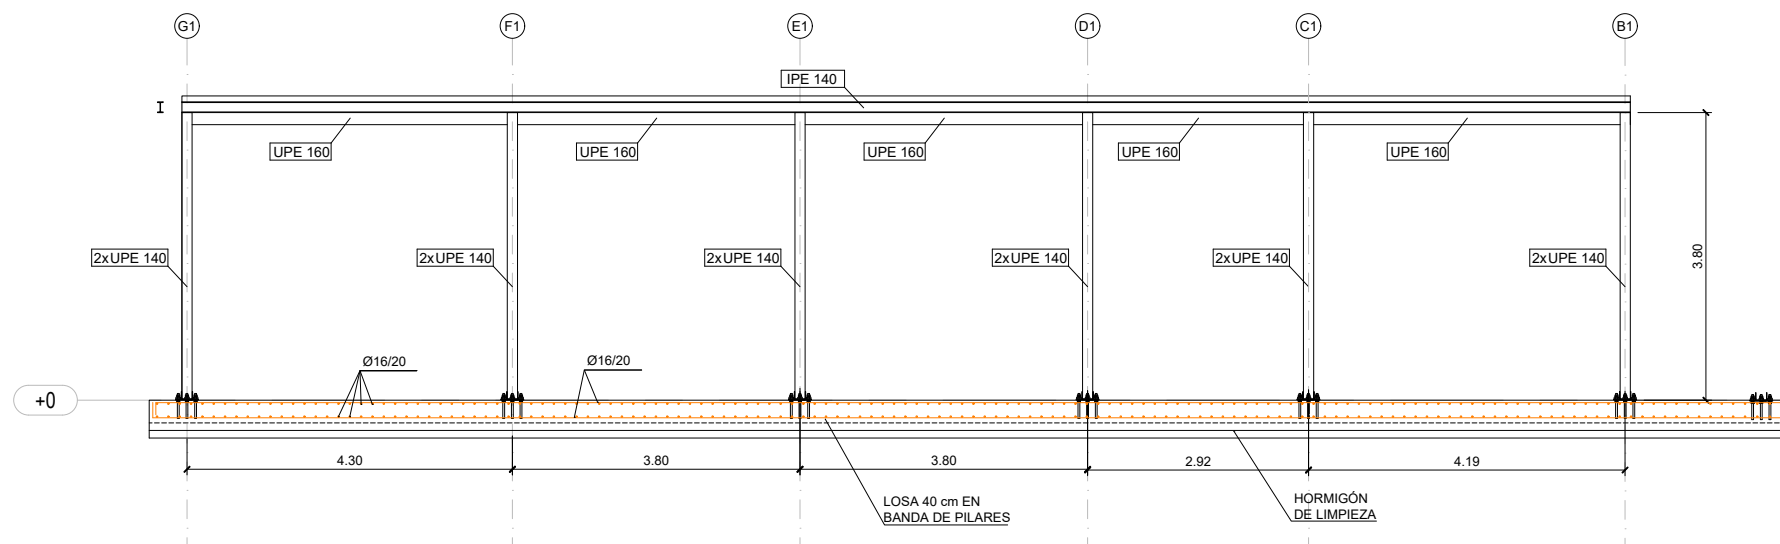 G1 F1 E1 D1 C1 B1
IPE 140
UPE 160 UPE 160 UPE 160 UPE 160 UPE 160
2xUPE 140 2xUPE 140 2xUPE 140 2xUPE 140 2xUPE 140 2xUPE 140
3.80
Ø16/20 Ø16/20
+0
4.30 3.80 3.80 2.92 4.19
LOSA 40 cm EN
BANDA DE PILARES
HORMIGÓN
DE LIMPIEZA